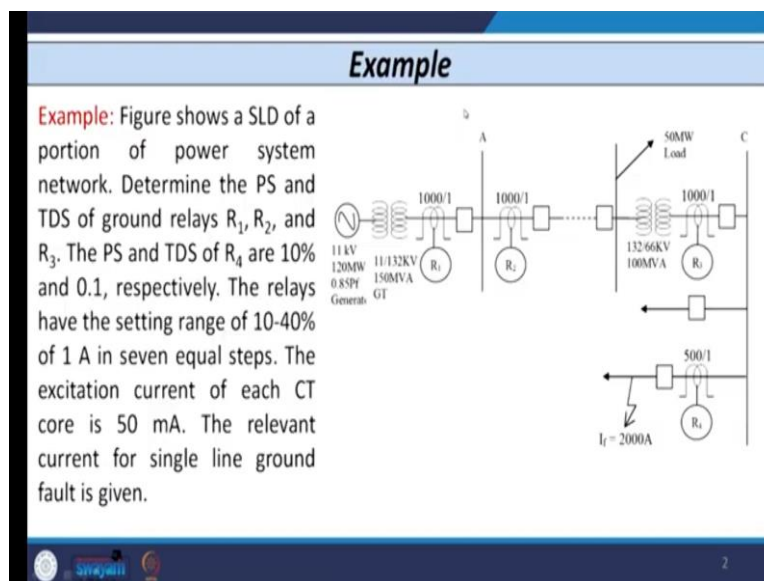 Example
Example: Figure shows a SLD of a
portion of power system
network. Determine the PS and
TDS of ground relays R₁, R₂, and
R₃. The PS and TDS of R₄ are 10%
and 0.1, respectively. The relays
have the setting range of 10-40%
of 1 A in seven equal steps. The
excitation current of each CT
core is 50 mA. The relevant
current for single line ground
fault is given.
A
50MW
Load
C
1000/1
1000/1
1000/1
11 kV
120MW
0.85Pf
Generat
11/132KV
150MVA
GT
R₁
R₂
132/66KV
100MVA
R₃
500/1
R₄
If = 2000A
swayam
2